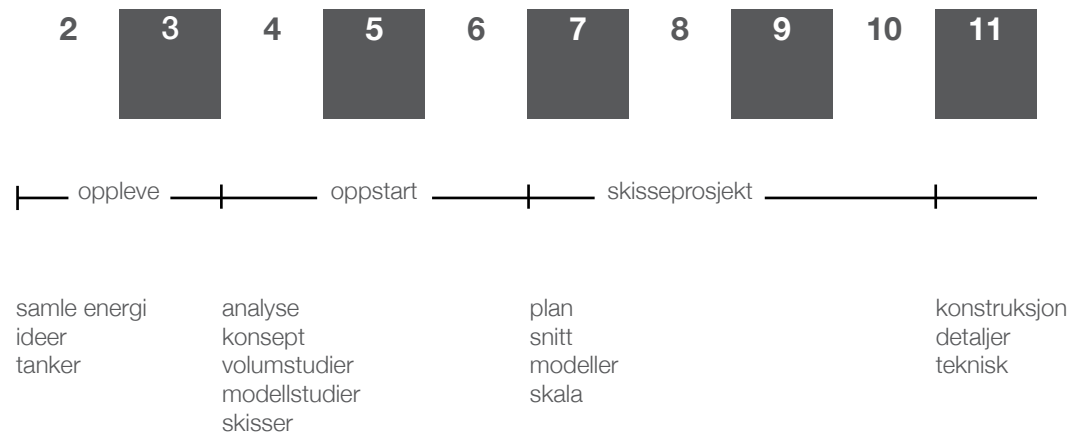 2 3 4 5 6 7 8 9 10 11
oppleve oppstart skisseprosjekt
samle energi
ideer
tanker
analyse
konsept
volumstudier
modellstudier
skisser
plan
snitt
modeller
skala
konstruksjon
detaljer
teknisk